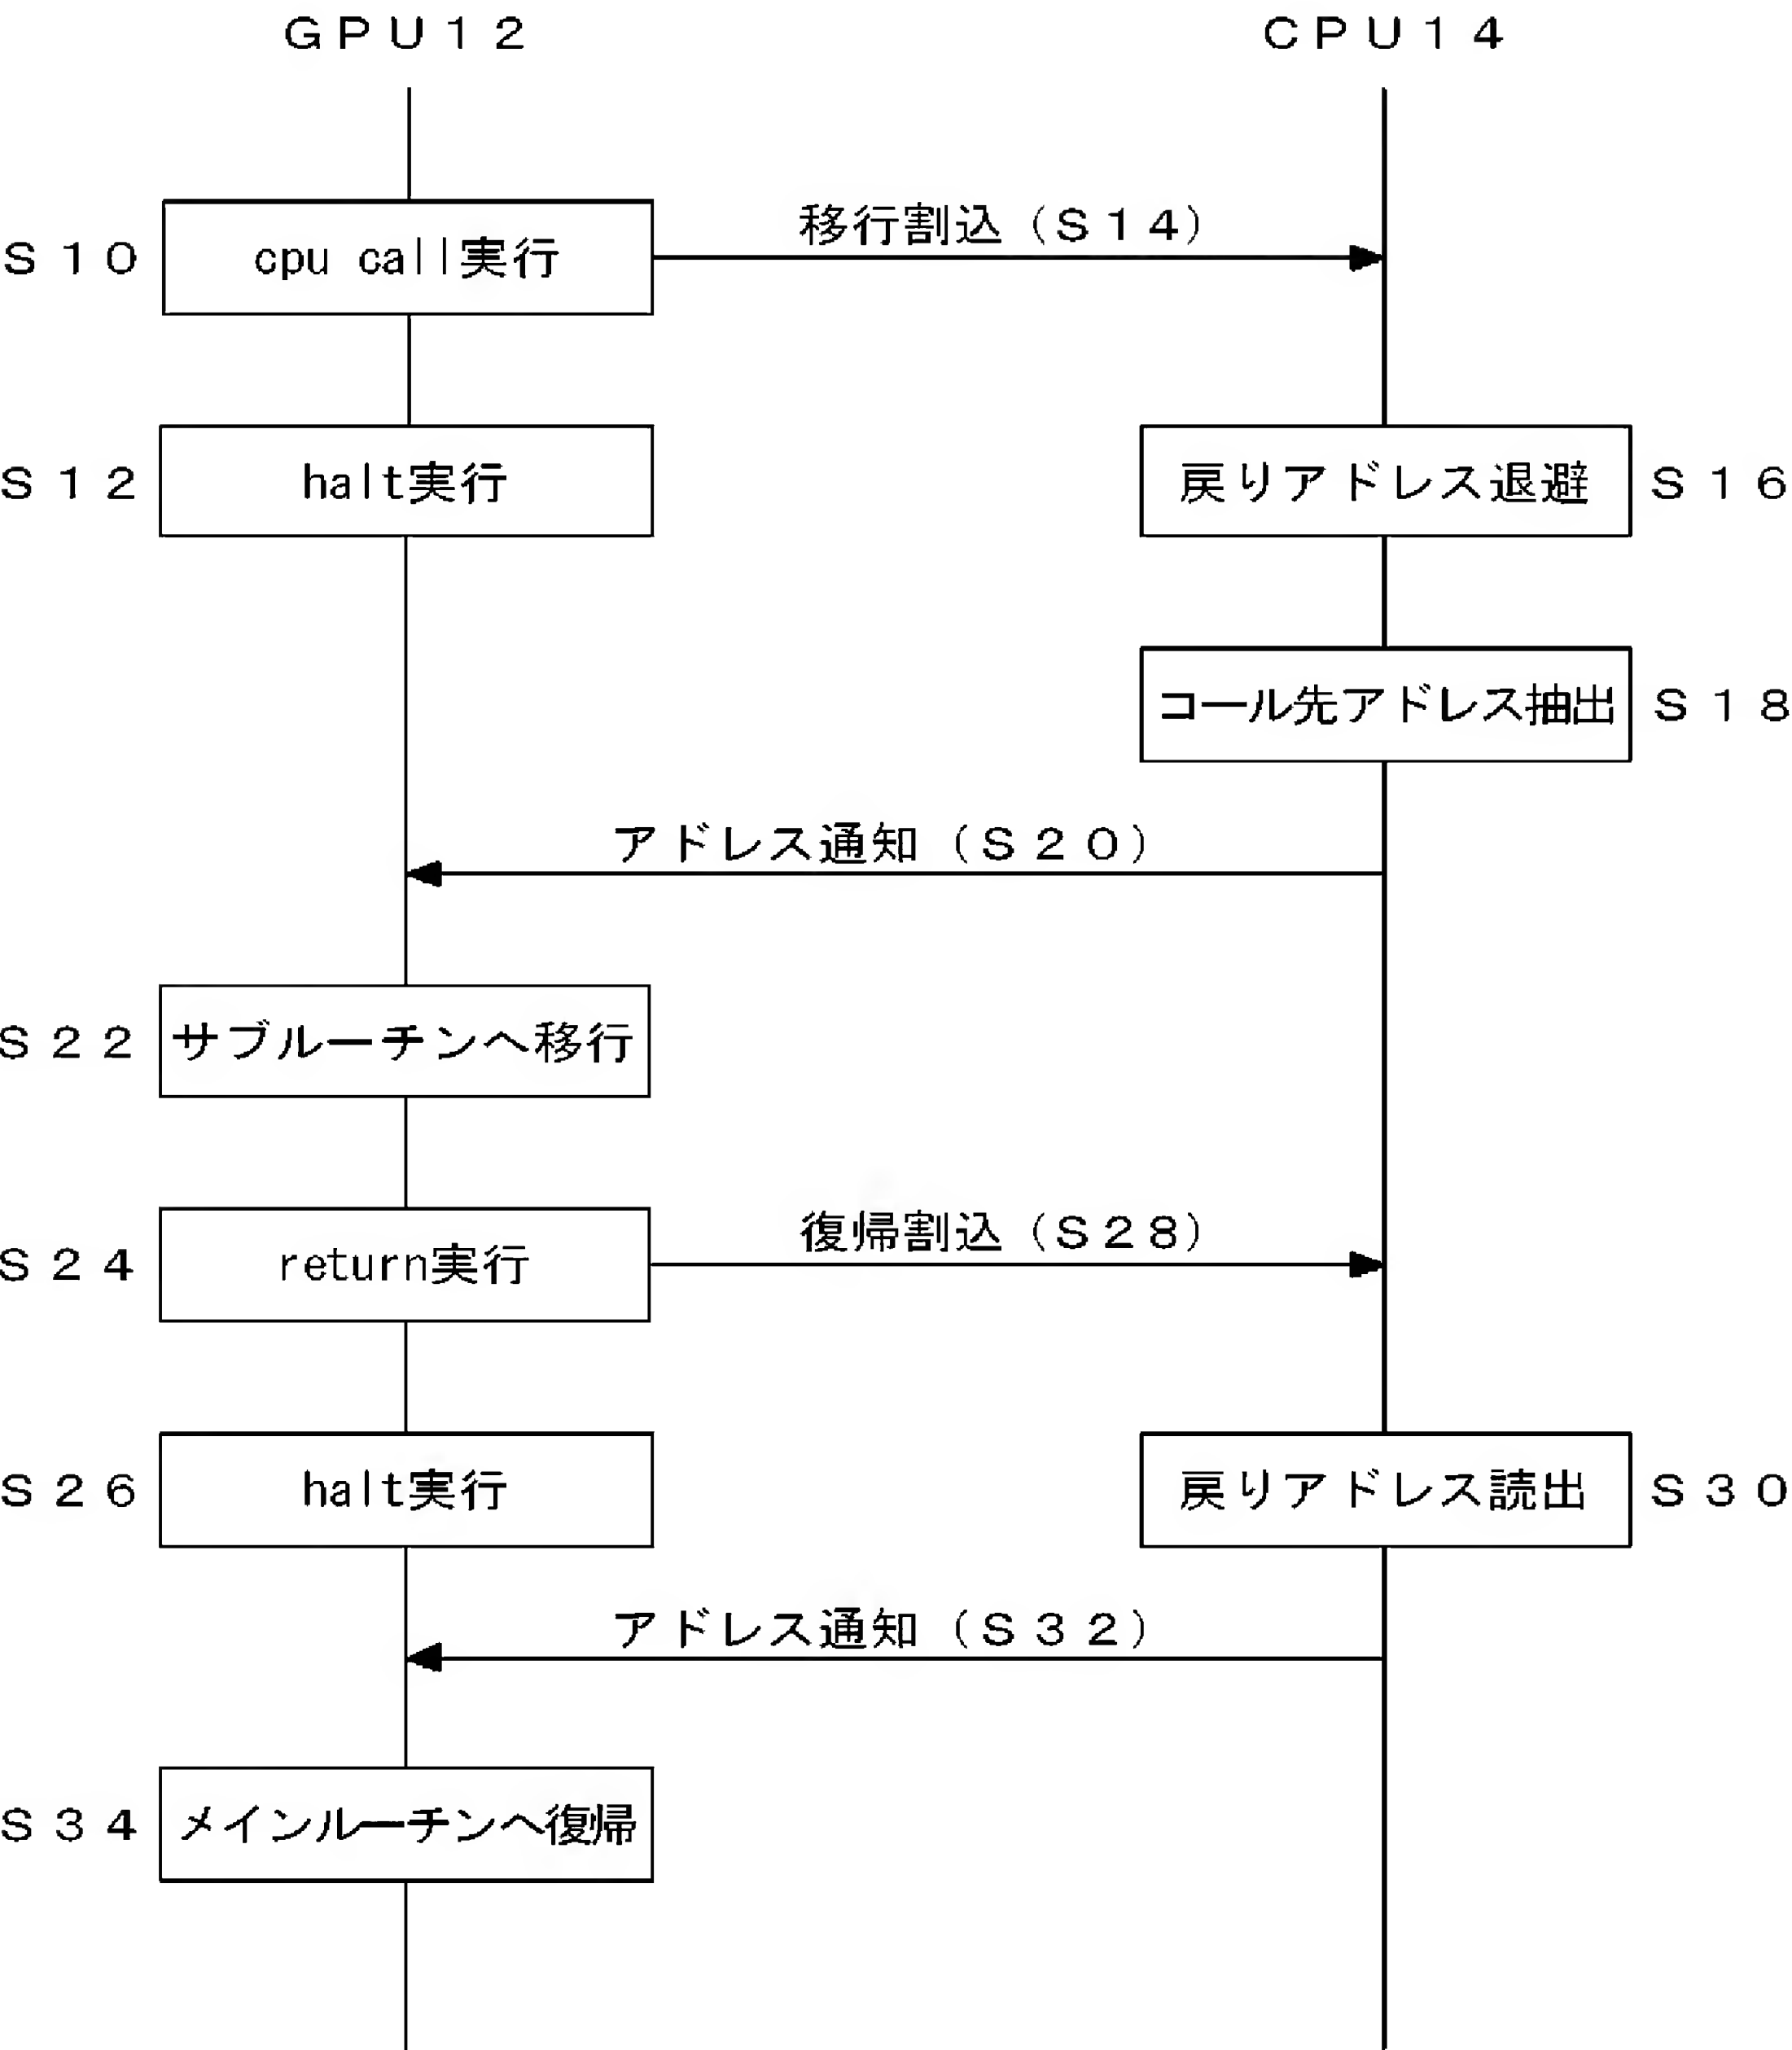 GPU12
CPU14
移行割込(S14)
S10
cpu call実行
S12
halt実行
戻りアドレス退避
S16
コール先アドレス抽出
S18
アドレス通知(S20)
S22
サブルーチンへ移行
復帰割込(S28)
S24
return実行
S26
halt実行
戻りアドレス読出
S30
アドレス通知(S32)
S34
メインルーチンへ復帰